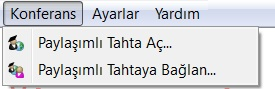 Konferans Ayarlar Yardım
Paylaşımlı Tahta Aç...
Paylaşımlı Tahtaya Bağlan...